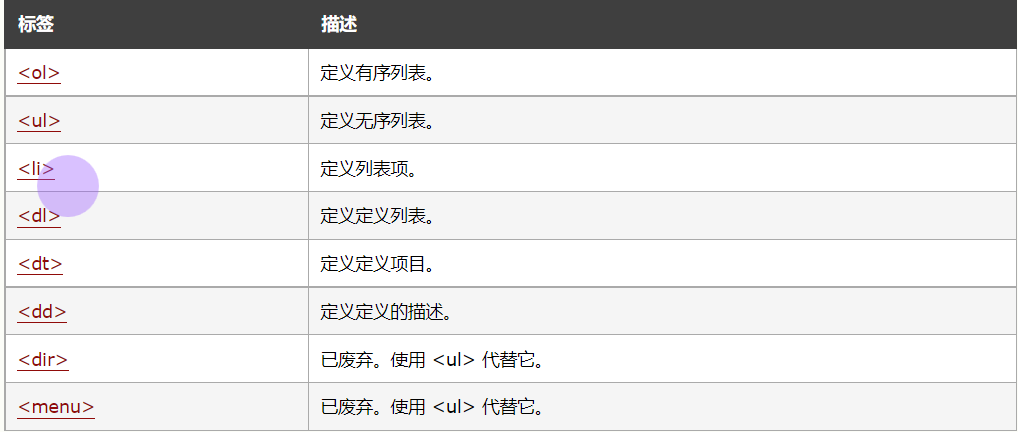 标签 描述
<ol> 定义有序列表。
<ul> 定义无序列表。
<li> 定义列表项。
<dl> 定义定义列表。
<dt> 定义定义项目。
<dd> 定义定义的描述。
<dir> 已废弃。使用 <ul> 代替它。
<menu> 已废弃。使用 <ul> 代替它。